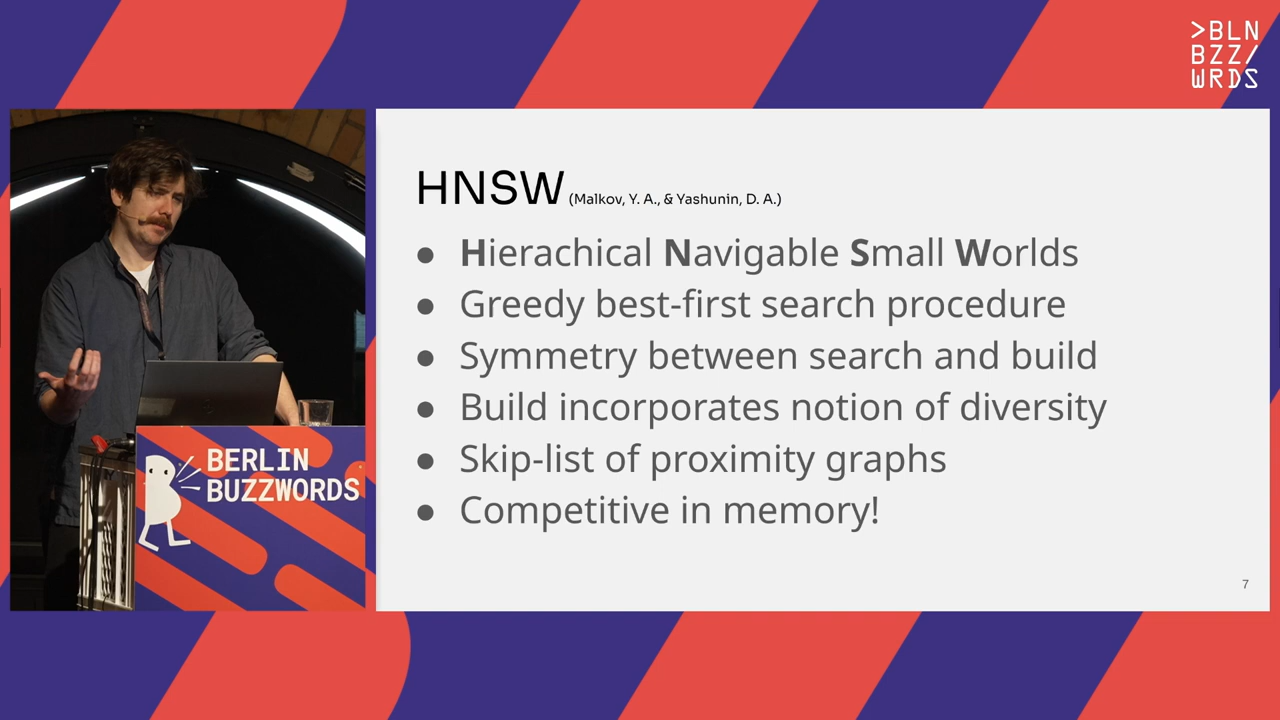 >BLN
BZZ/
WRDS
HNSW (Malkov, Y. A., & Yashunin, D. A.)
● Hierachical Navigable Small Worlds
● Greedy best-first search procedure
● Symmetry between search and build
● Build incorporates notion of diversity
● Skip-list of proximity graphs
● Competitive in memory!
7
BERLIN
BUZZWORDS